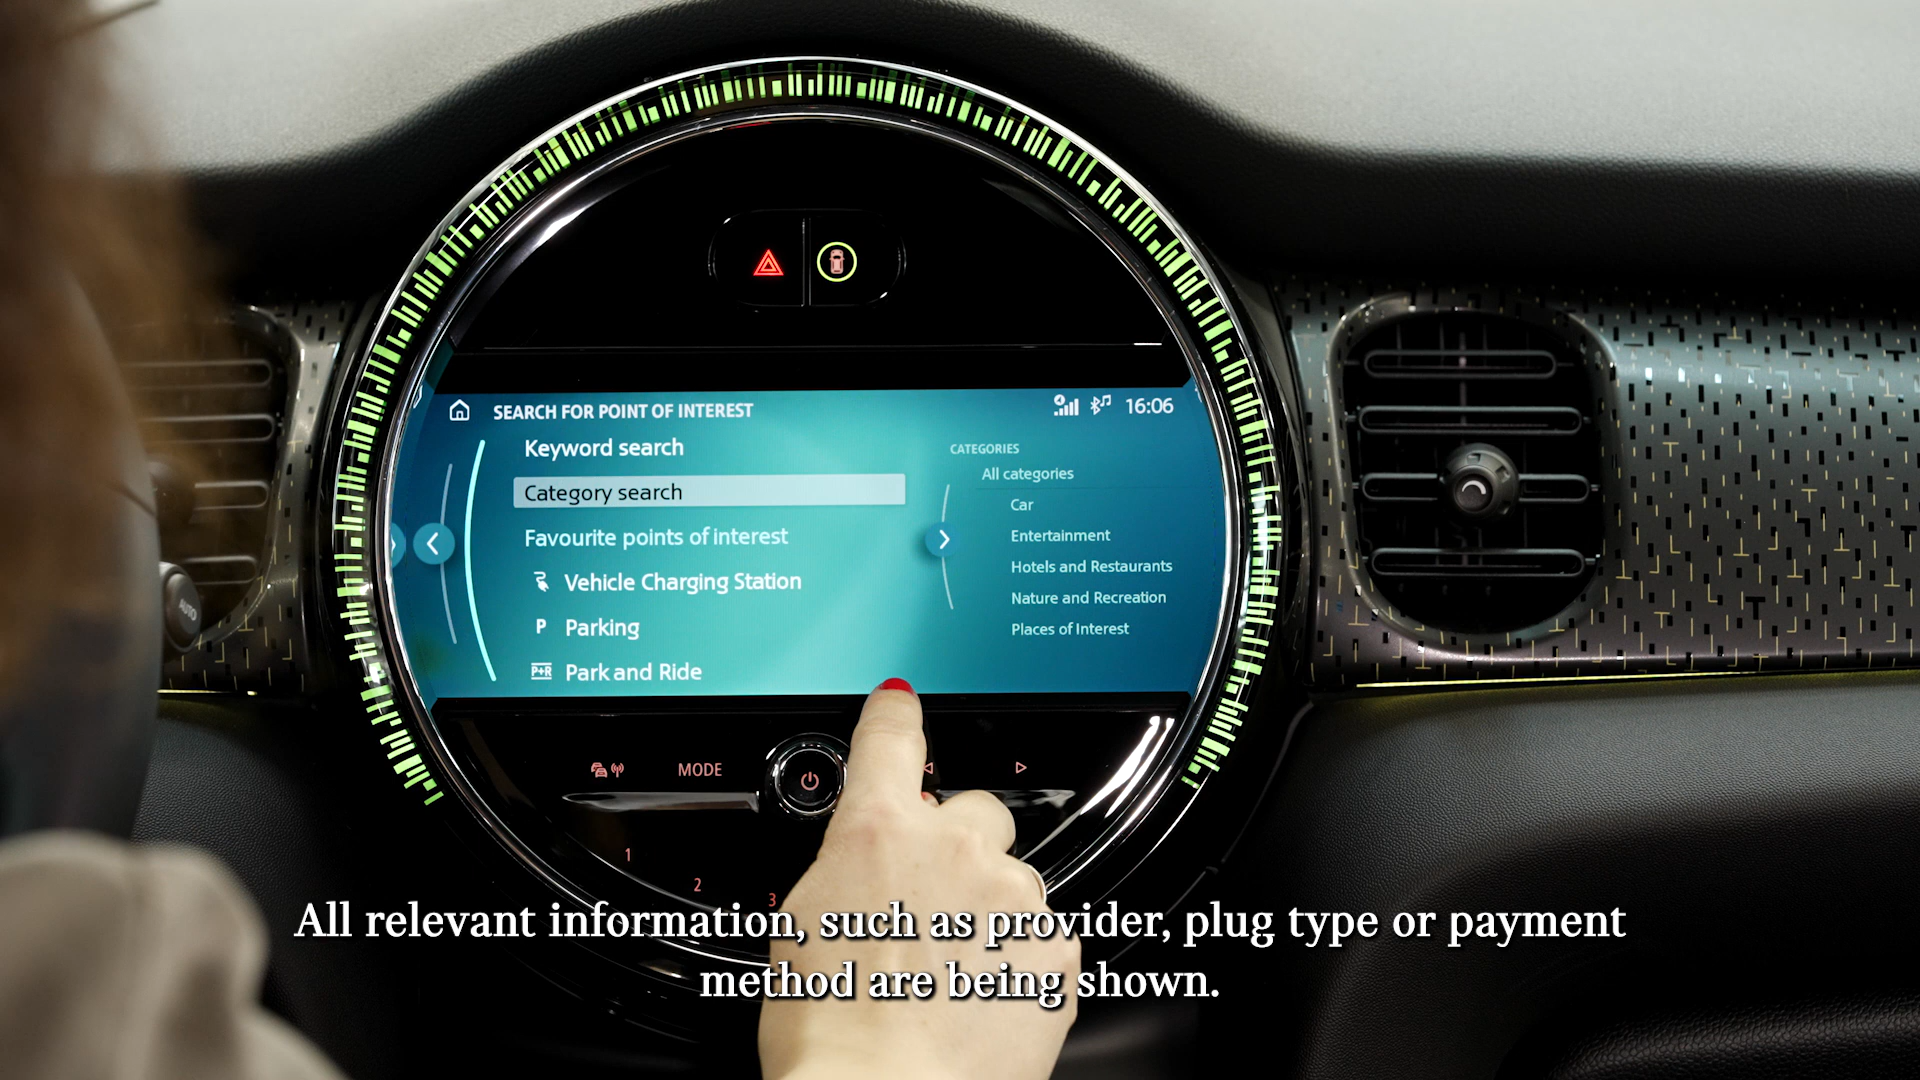 SEARCH FOR POINT OF INTEREST
16:06
Keyword search
Category search
Favourite points of interest
Vehicle Charging Station
P Parking
P+R Park and Ride
CATEGORIES
All categories
Car
Entertainment
Hotels and Restaurants
Nature and Recreation
Places of Interest
AUTO
MODE
1
2
3
All relevant information, such as provider, plug type or payment
method are being shown.